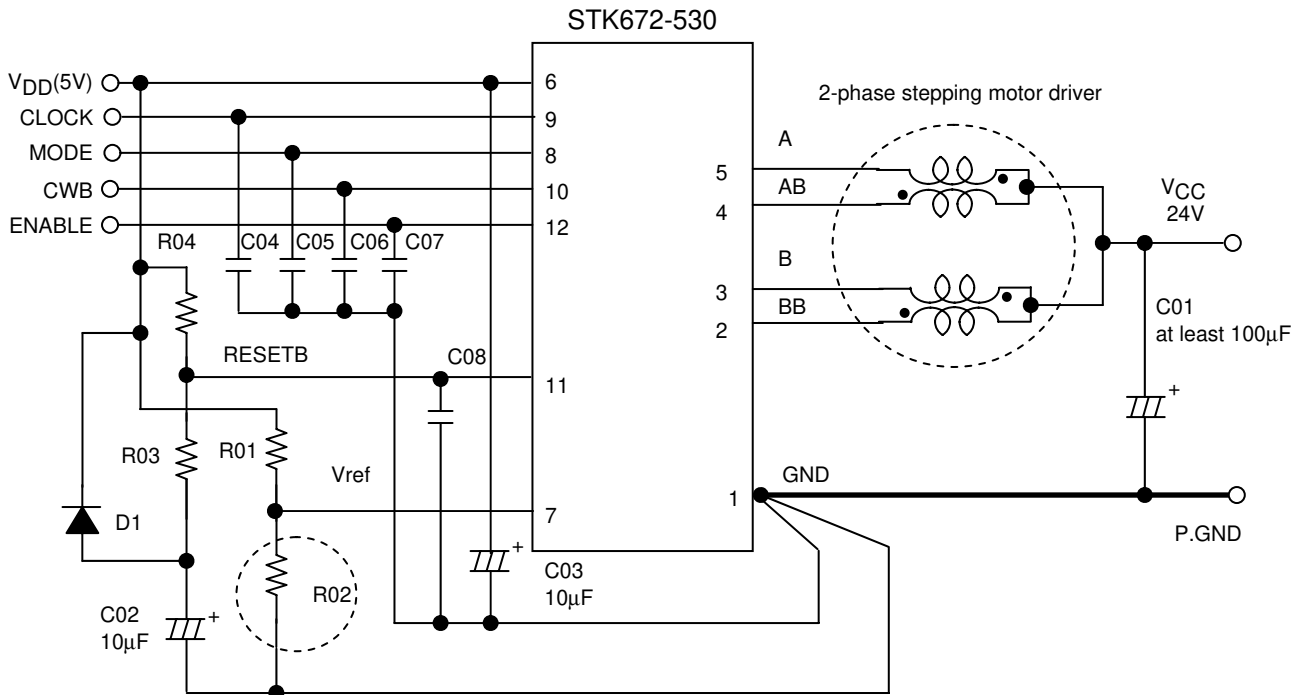 STK672-530
VDD(5V)
6
CLOCK
9
MODE
8
CWB
10
ENABLE
12
2-phase stepping motor driver
A
5
AB
4
VCC
24V
R04
C04
C05
C06
C07
B
3
BB
2
C01
at least 100μF
+
RESETB
C08
11
R03
R01
Vref
7
GND
1
P.GND
D1
R02
+
C03
10μF
C02
10μF
+